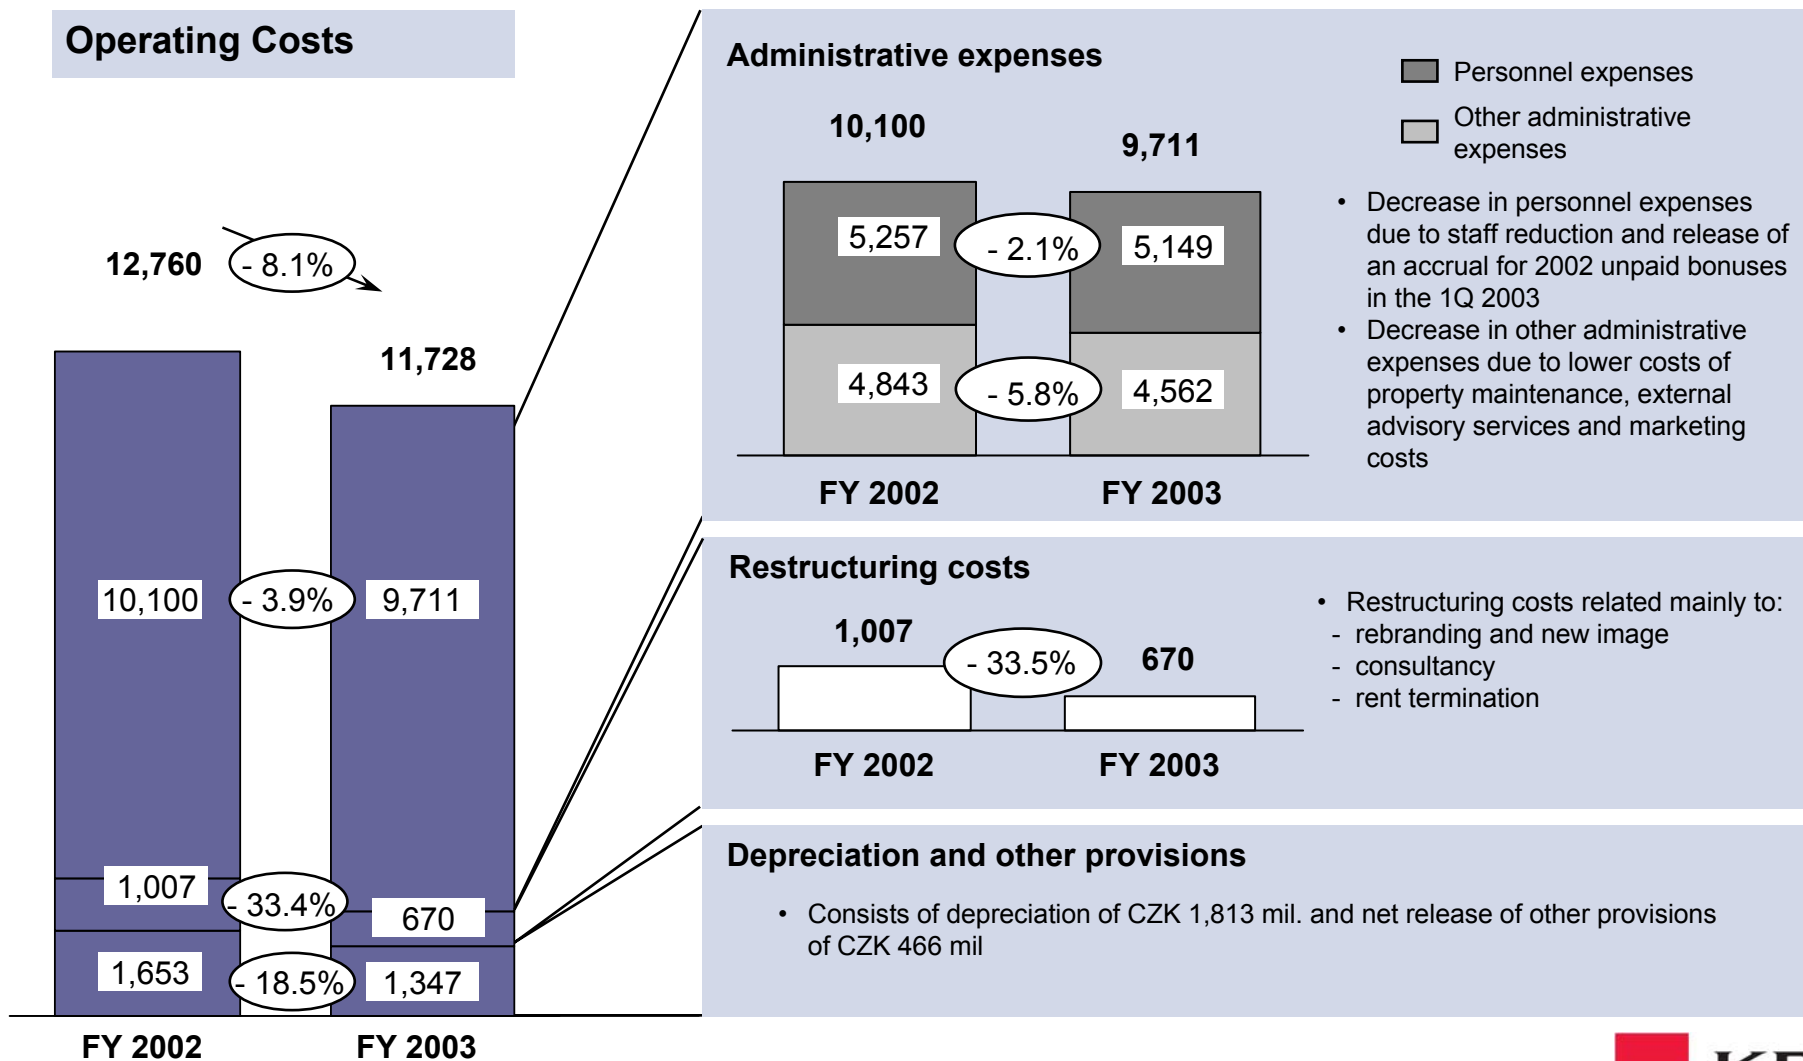 Operating Costs
12,760
- 8.1%
11,728
10,100
- 3.9%
9,711
1,007
- 33.4%
670
1,653
- 18.5%
1,347
FY 2002
FY 2003
Administrative expenses
Personnel expenses
Other administrative
expenses
10,100
9,711
5,257
- 2.1%
5,149
4,843
- 5.8%
4,562
FY 2002
FY 2003
• Decrease in personnel expenses
due to staff reduction and release of
an accrual for 2002 unpaid bonuses
in the 1Q 2003
• Decrease in other administrative
expenses due to lower costs of
property maintenance, external
advisory services and marketing
costs
Restructuring costs
1,007
- 33.5%
670
FY 2002
FY 2003
• Restructuring costs related mainly to:
- rebranding and new image
- consultancy
- rent termination
Depreciation and other provisions
• Consists of depreciation of CZK 1,813 mil. and net release of other provisions
of CZK 466 mil